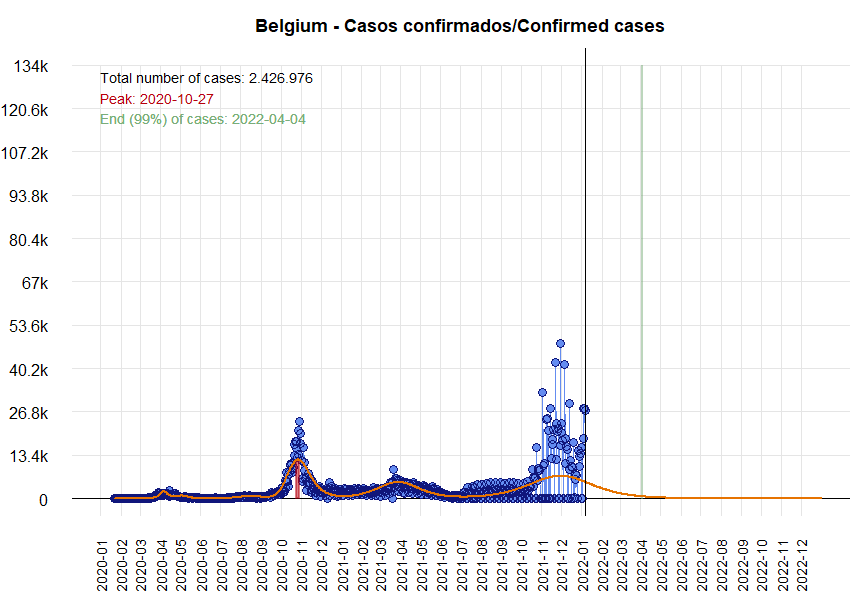 Belgium - Casos confirmados/Confirmed cases
134k
120.6k
107.2k
93.8k
80.4k
67k
53.6k
40.2k
26.8k
13.4k
0
Total number of cases: 2.426.976
Peak: 2020-10-27
End (99%) of cases: 2022-04-04
2020-01
2020-02
2020-03
2020-04
2020-05
2020-06
2020-07
2020-08
2020-09
2020-10
2020-11
2020-12
2021-01
2021-02
2021-03
2021-04
2021-05
2021-06
2021-07
2021-08
2021-09
2021-10
2021-11
2021-12
2022-01
2022-02
2022-03
2022-04
2022-05
2022-06
2022-07
2022-08
2022-09
2022-10
2022-11
2022-12